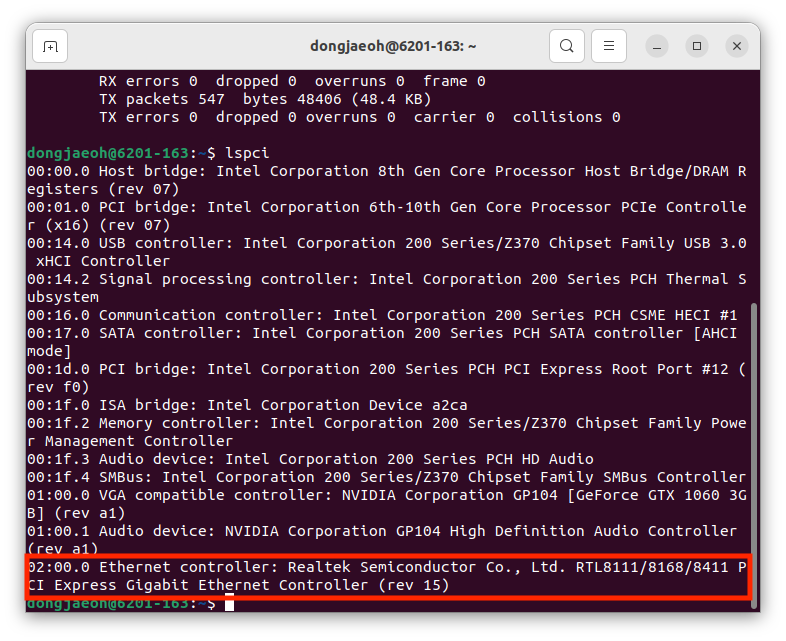 dongjaeoh@6201-163: ~
RX errors 0  dropped 0  overruns 0  frame 0
TX packets 547  bytes 48406 (48.4 KB)
TX errors 0  dropped 0 overruns 0  carrier 0  collisions 0
dongjaeoh@6201-163:~$ lspci
00:00.0 Host bridge: Intel Corporation 8th Gen Core Processor Host Bridge/DRAM R
egisters (rev 07)
00:01.0 PCI bridge: Intel Corporation 6th-10th Gen Core Processor PCIe Controlle
r (x16) (rev 07)
00:14.0 USB controller: Intel Corporation 200 Series/Z370 Chipset Family USB 3.0
 xHCI Controller
00:14.2 Signal processing controller: Intel Corporation 200 Series PCH Thermal S
ubsystem
00:16.0 Communication controller: Intel Corporation 200 Series PCH CSME HECI #1
00:17.0 SATA controller: Intel Corporation 200 Series PCH SATA controller [AHCI
mode]
00:1d.0 PCI bridge: Intel Corporation 200 Series PCH PCI Express Root Port #12 (
rev f0)
00:1f.0 ISA bridge: Intel Corporation Device a2ca
00:1f.2 Memory controller: Intel Corporation 200 Series/Z370 Chipset Family Powe
r Management Controller
00:1f.3 Audio device: Intel Corporation 200 Series PCH HD Audio
00:1f.4 SMBus: Intel Corporation 200 Series/Z370 Chipset Family SMBus Controller
01:00.0 VGA compatible controller: NVIDIA Corporation GP104 [GeForce GTX 1060 3G
B] (rev a1)
01:00.1 Audio device: NVIDIA Corporation GP104 High Definition Audio Controller
(rev a1)
02:00.0 Ethernet controller: Realtek Semiconductor Co., Ltd. RTL8111/8168/8411 P
CI Express Gigabit Ethernet Controller (rev 15)
dongjaeoh@6201-163:~$